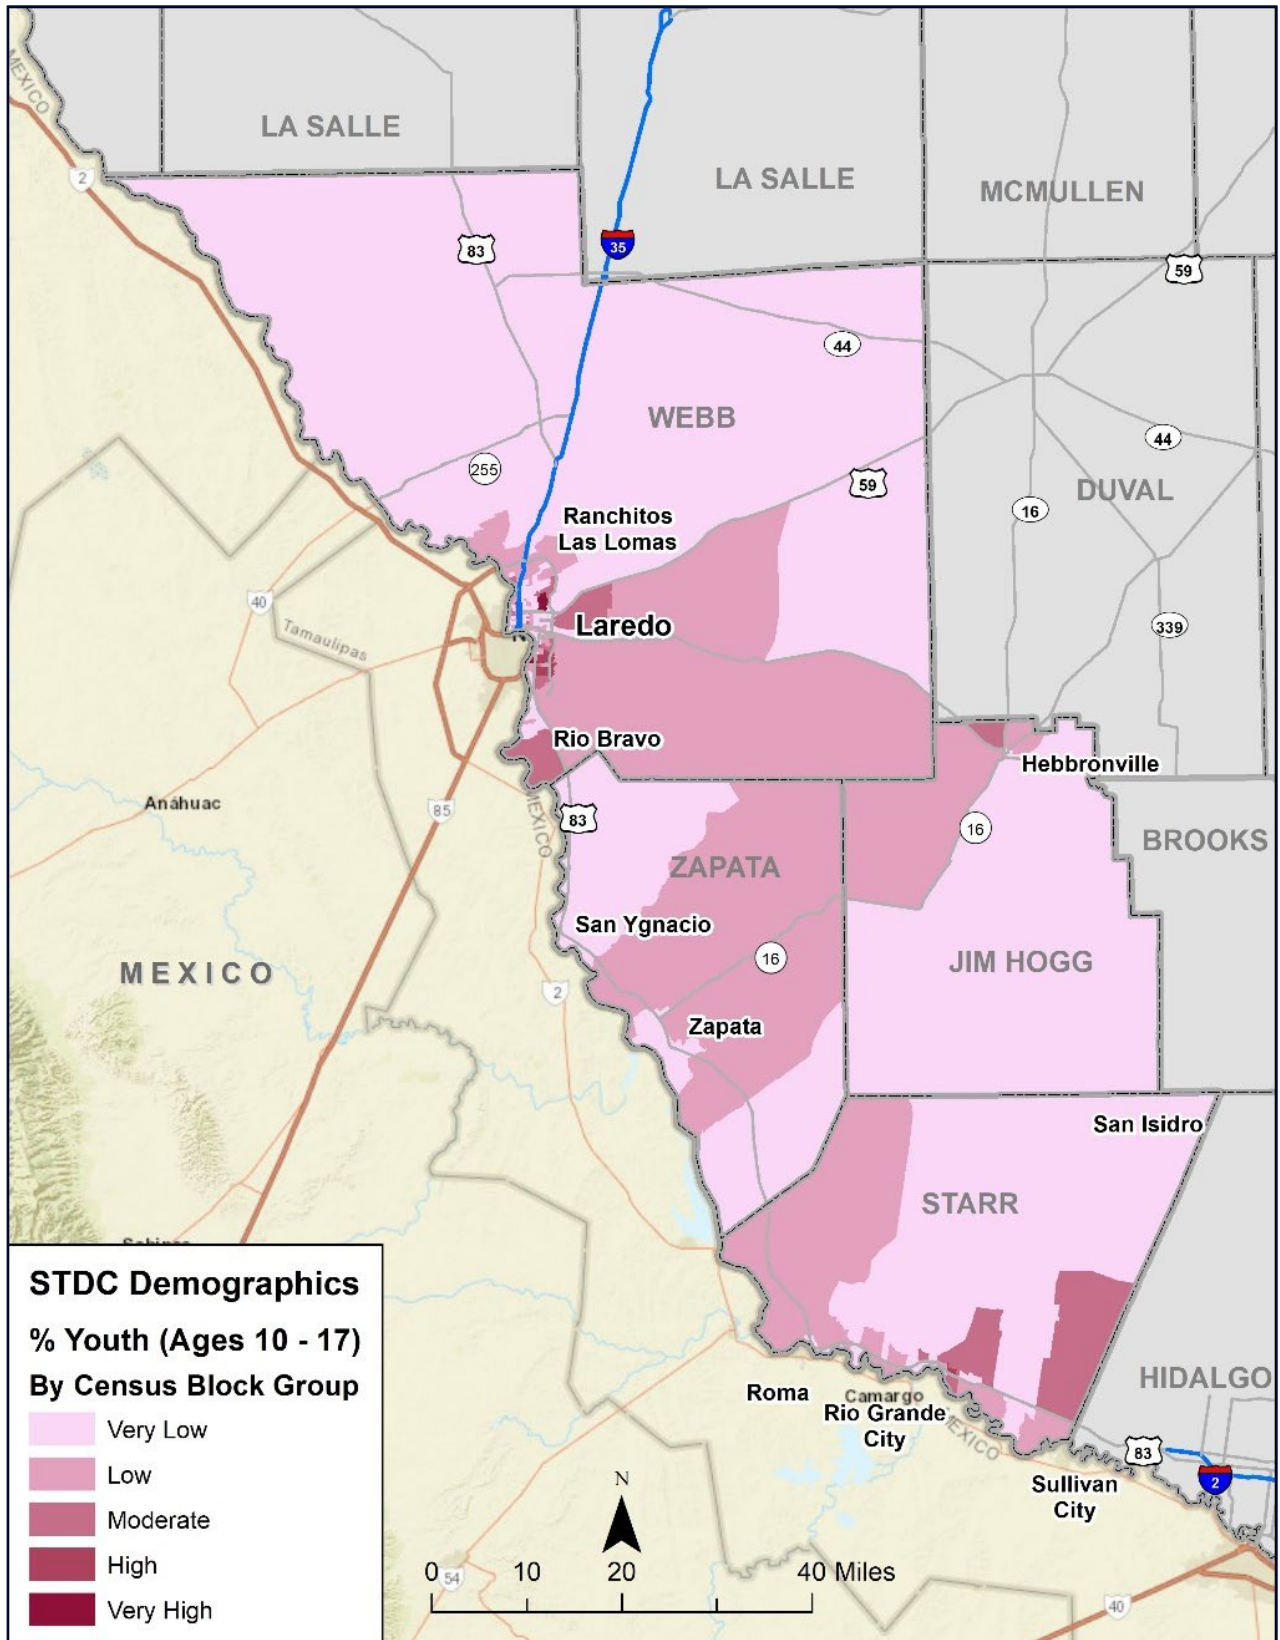 MEXICO
LA SALLE
2
LA SALLE
MCMULLEN
83
35
59
44
WEBB
44
255
59
DUVAL
16
Ranchitos
Las Lomas
40
Tamaulipas
Laredo
339
Rio Bravo
Hebbronville
Anáhuac
85
MEXICO
83
16
BROOKS
ZAPATA
San Ygnacio
16
JIM HOGG
MEXICO
2
Zapata
San Isidro
STARR
STDC Demographics
% Youth (Ages 10 - 17)
By Census Block Group
Very Low
Low
Moderate
High
Very High
HIDALGO
Roma
Camargo
Rio Grande
City
MEXICO
83
2
Sullivan
City
N
0 10 20 40 Miles
54
40